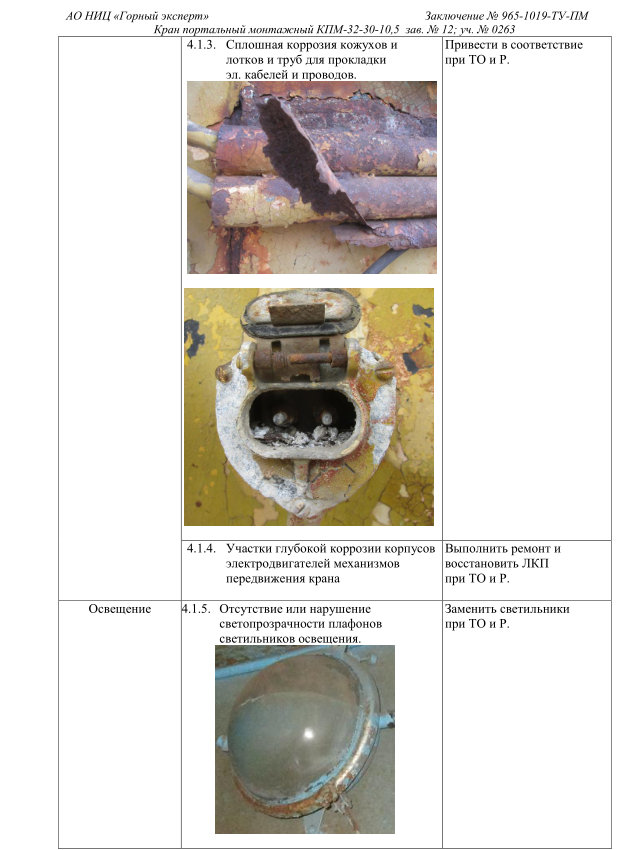 АО НИЦ «Горный эксперт» Заключение № 965-1019-ТУ-ПМ
Кран портальный монтажный КПМ-32-30-10,5 зав. № 12; уч. № 0263
4.1.3. Сплошная коррозия кожухов и
лотков и труб для прокладки
эл. кабелей и проводов.
Привести в соответствие
при ТО и Р.
4.1.4. Участки глубокой коррозии корпусов
электродвигателей механизмов
передвижения крана
Выполнить ремонт и
восстановить ЛКП
при ТО и Р.
Освещение
4.1.5. Отсутствие или нарушение
светопрозрачности плафонов
светильников освещения.
Заменить светильники
при ТО и Р.